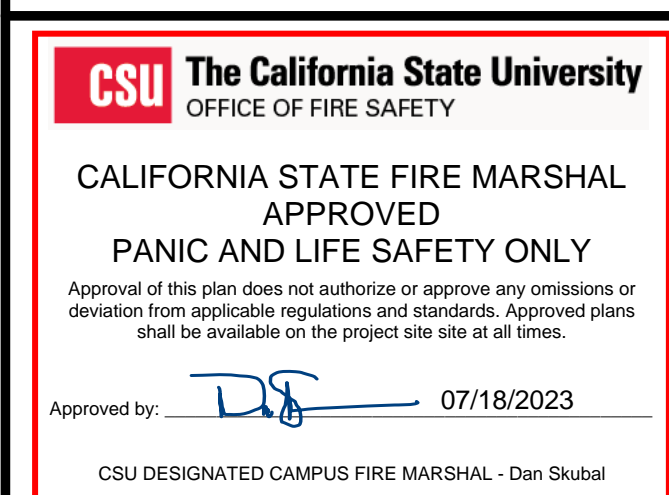 CSU The California State University
OFFICE OF FIRE SAFETY
CALIFORNIA STATE FIRE MARSHAL
APPROVED
PANIC AND LIFE SAFETY ONLY
Approval of this plan does not authorize or approve any omissions or
deviation from applicable regulations and standards. Approved plans
shall be available on the project site site at all times.
Approved by: 07/18/2023
CSU DESIGNATED CAMPUS FIRE MARSHAL - Dan Skubal